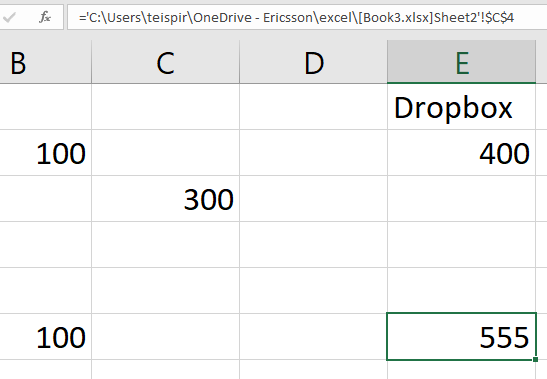 fx ='C:\Users\teispir\OneDrive - Ericsson\excel\[Book3.xlsx]Sheet2'!$C$4
B C D E
Dropbox
100 400
300
100 555